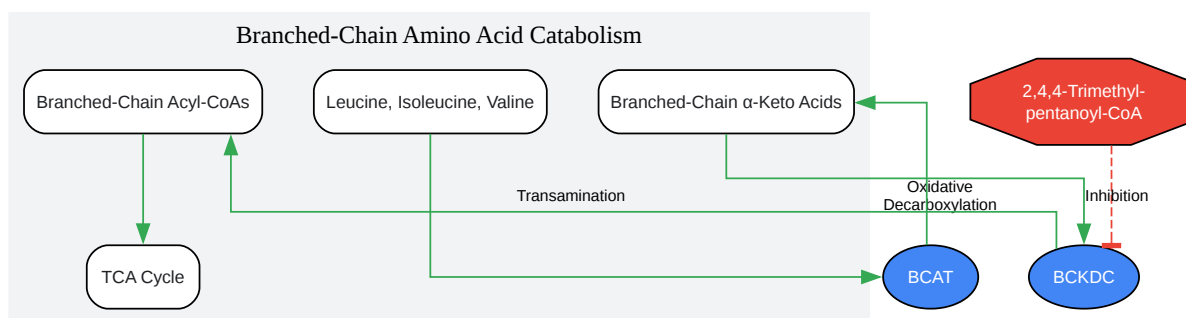 Branched-Chain Amino Acid Catabolism
Branched-Chain Acyl-CoAs
Leucine, Isoleucine, Valine
Branched-Chain α-Keto Acids
2,4,4-Trimethyl-
pentanoyl-CoA
Transamination
Oxidative
Decarboxylation
Inhibition
TCA Cycle
BCAT
BCKDC